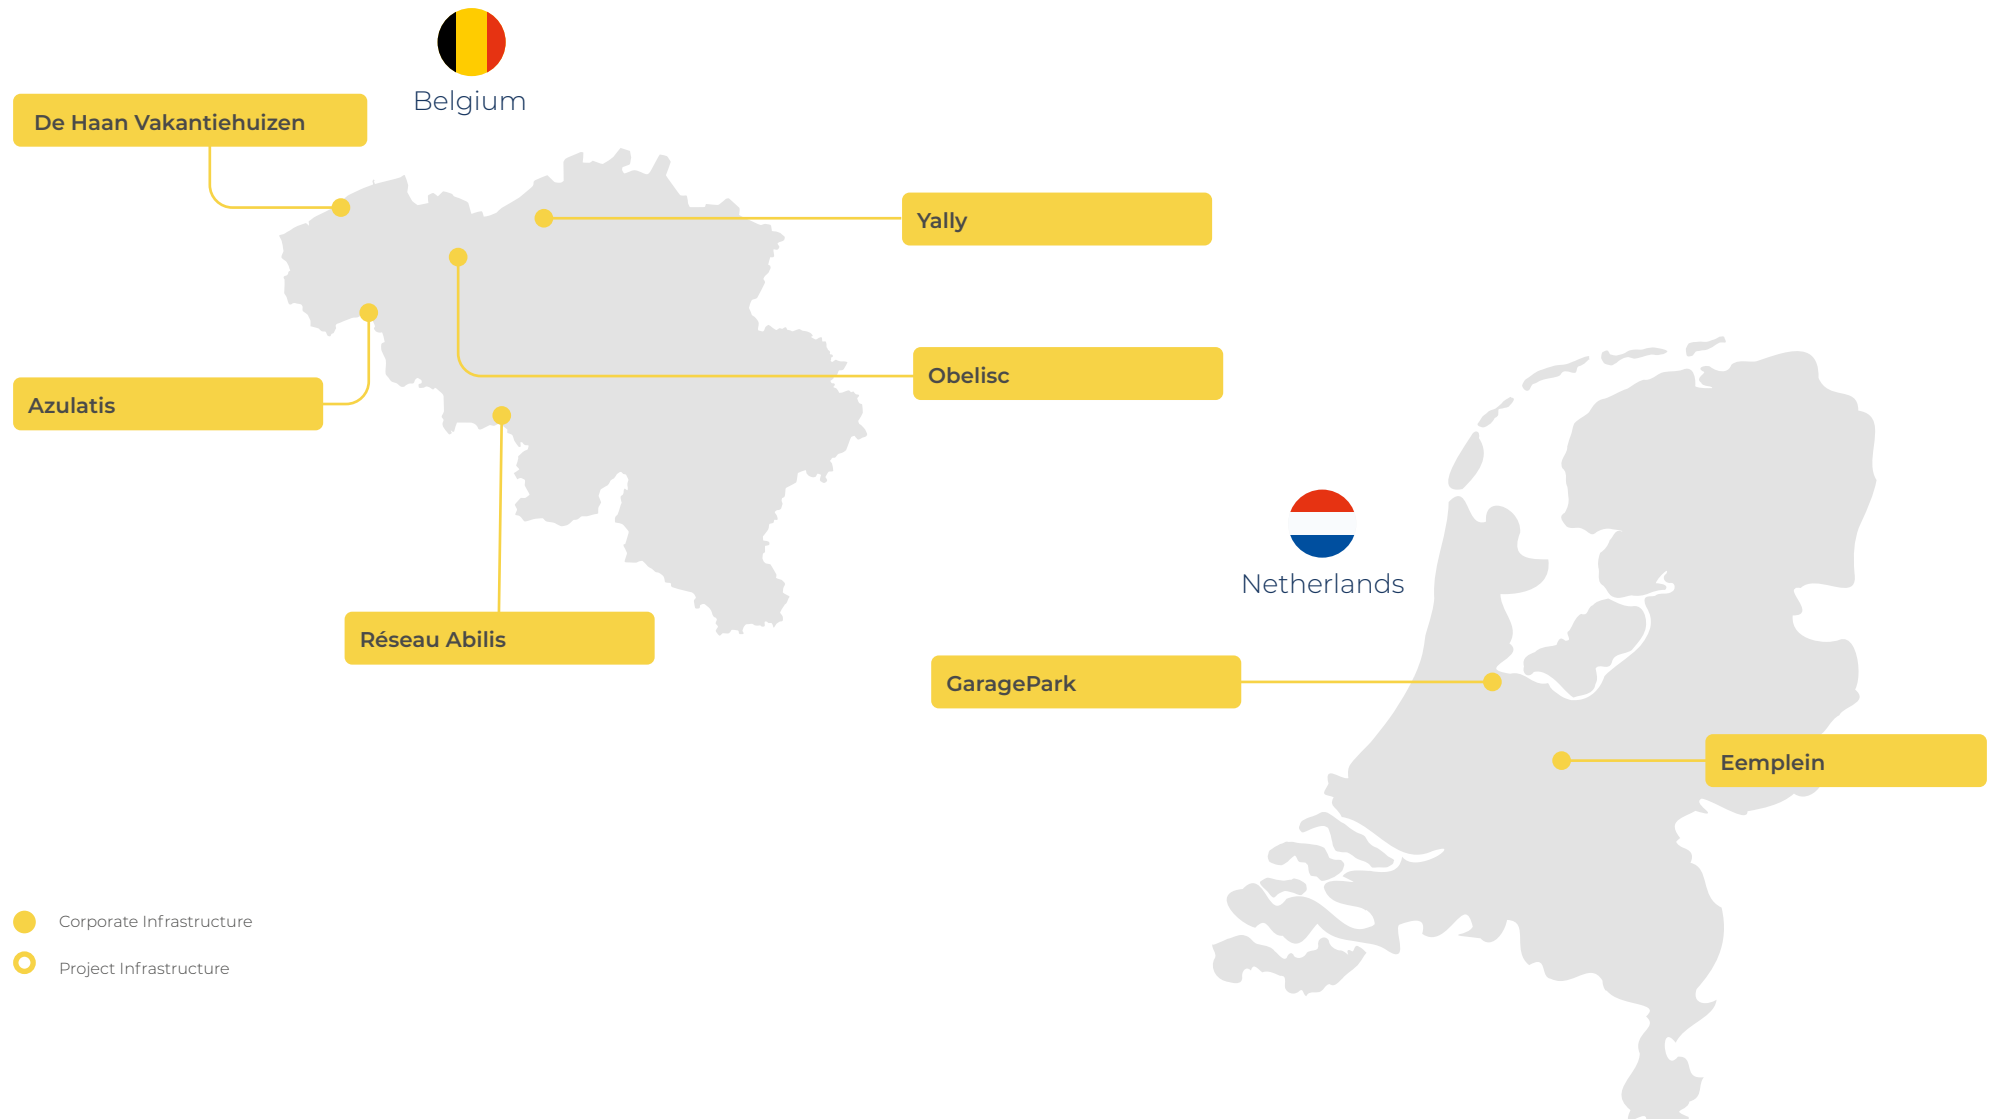 Belgium
De Haan Vakantiehuizen
Yally
Obelisc
Azulatis
Netherlands
Réseau Abilis
GaragePark
Eemplein
Corporate Infrastructure
Project Infrastructure